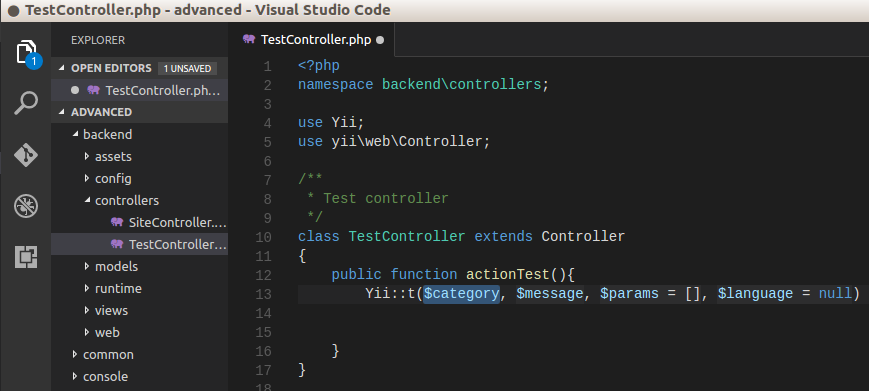 TestController.php - advanced - Visual Studio Code
EXPLORER
OPEN EDITORS 1 UNSAVED
TestController.ph...
ADVANCED
backend
assets
config
controllers
SiteController....
TestController...
models
runtime
views
web
common
console
1
TestController.php
1 <?php
2 namespace backend\controllers;
3
4 use Yii;
5 use yii\web\Controller;
6
7 /**
8  * Test controller
9  */
10 class TestController extends Controller
11 {
12     public function actionTest(){
13         Yii::t($category, $message, $params = [], $language = null)
14
15
16     }
17 }
18